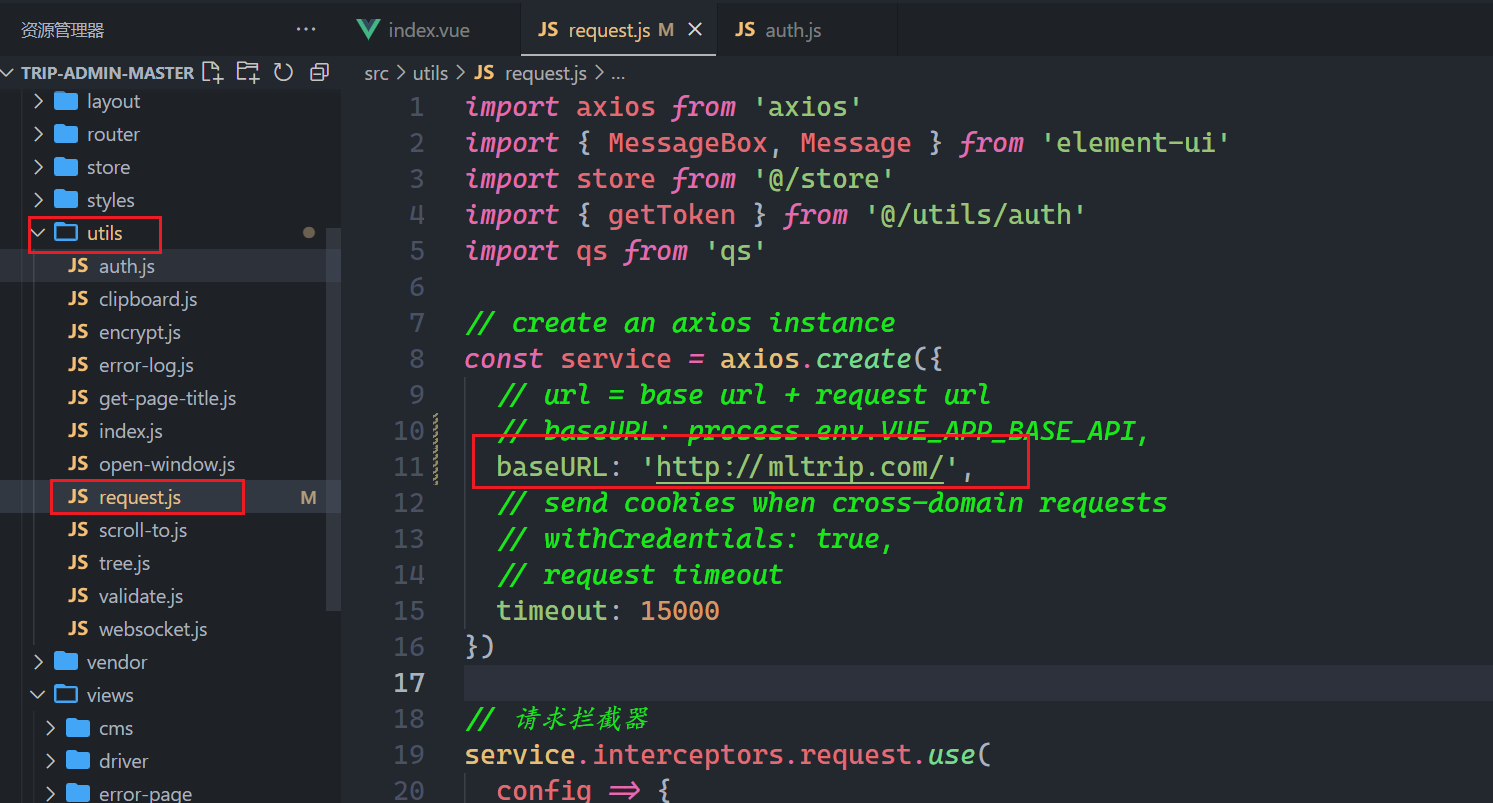 资源管理器 ...
TRIP-ADMIN-MASTER
layout
router
store
styles
utils
JS auth.js
JS clipboard.js
JS encrypt.js
JS error-log.js
JS get-page-title.js
JS index.js
JS open-window.js
JS request.js M
JS scroll-to.js
JS tree.js
JS validate.js
JS websocket.js
vendor
views
cms
driver
error-page
index.vue JS request.js M × JS auth.js
src > utils > JS request.js > ...
1 import axios from 'axios'
2 import { MessageBox, Message } from 'element-ui'
3 import store from '@/store'
4 import { getToken } from '@/utils/auth'
5 import qs from 'qs'
6
7 // create an axios instance
8 const service = axios.create({
9 // url = base url + request url
10 // baseURL: process.env.VUE_APP_BASE_API,
11 baseURL: 'http://mltrip.com/',
12 // send cookies when cross-domain requests
13 // withCredentials: true,
14 // request timeout
15 timeout: 15000
16 })
17
18 // 请求拦截器
19 service.interceptors.request.use(
20 config => {